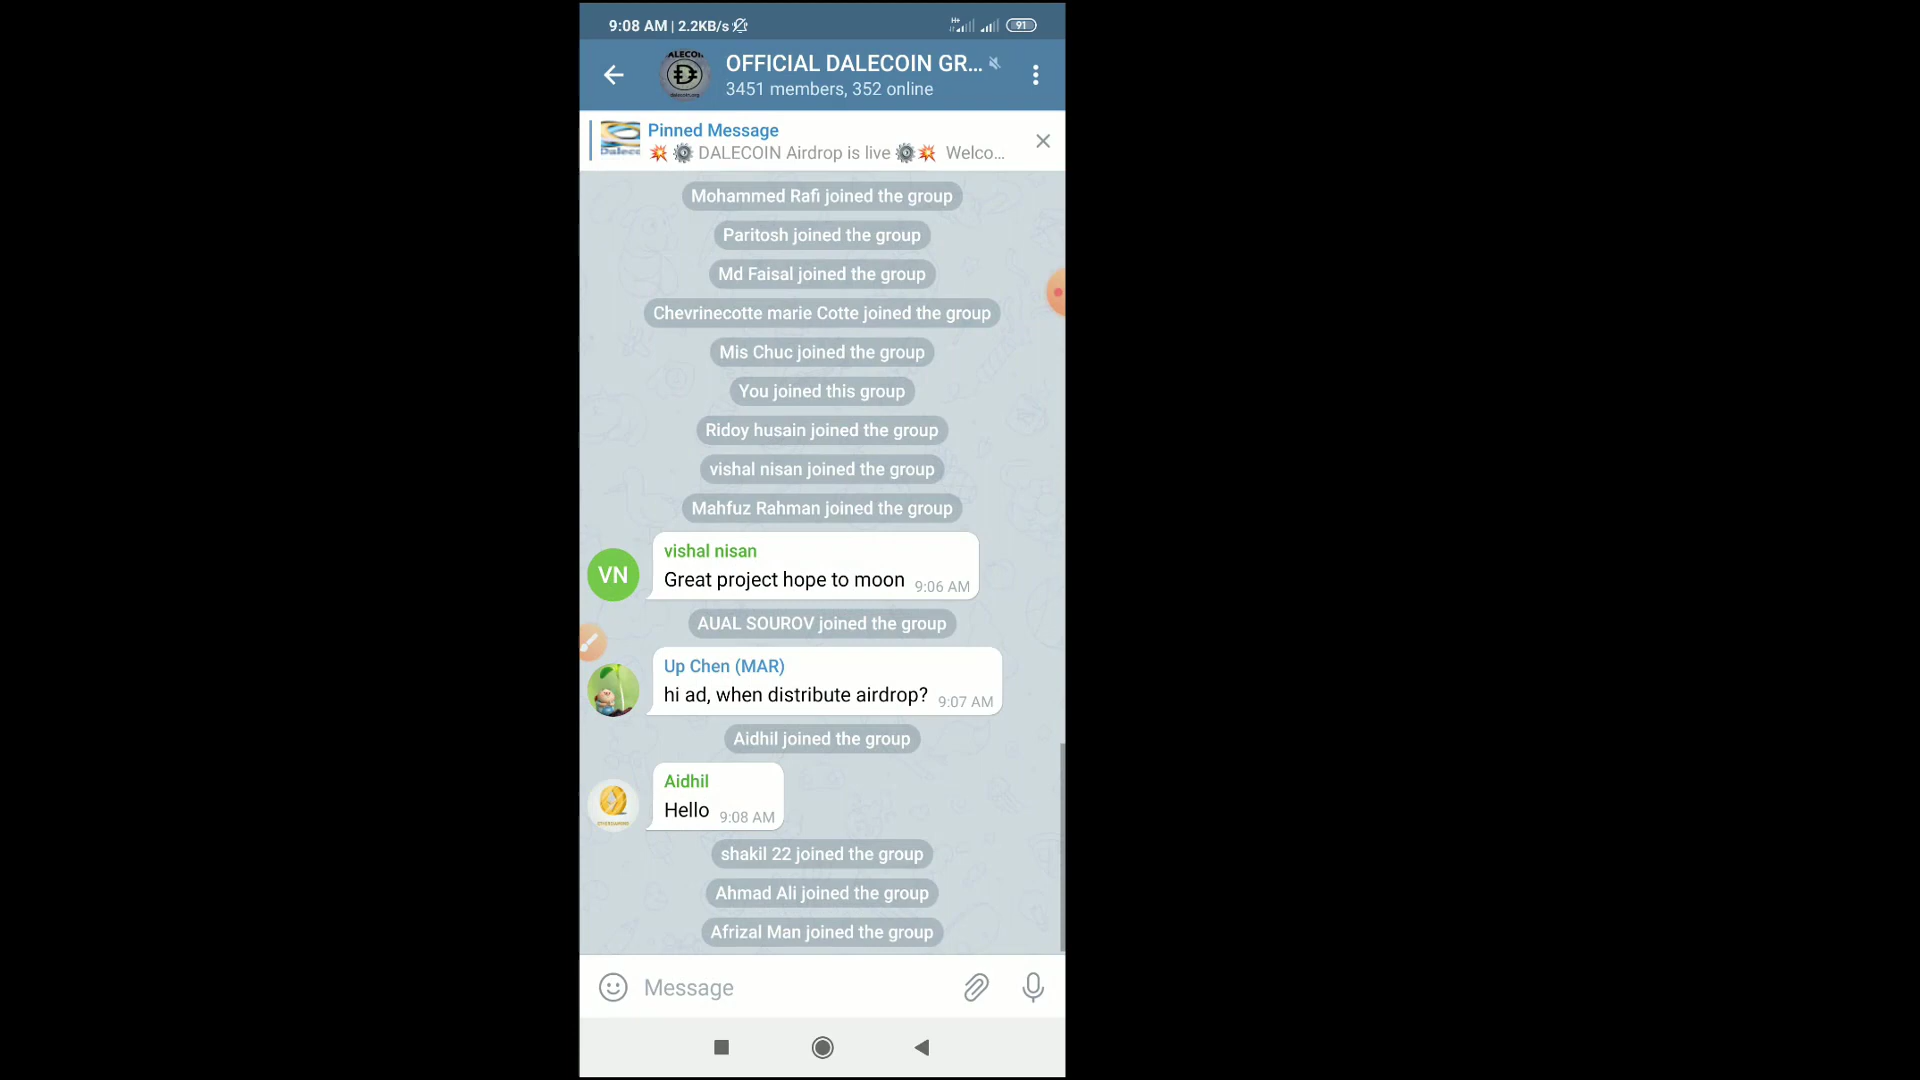 9:08 AM | 2.2KB/s
H+
91
ALECOI
dalecoin.org
OFFICIAL DALECOIN GR...
3451 members, 352 online
Pinned Message
Dalecc
💥 ⚙️ DALECOIN Airdrop is live ⚙️💥 Welco...
Mohammed Rafi joined the group
Paritosh joined the group
Md Faisal joined the group
Chevrinecotte marie Cotte joined the group
Mis Chuc joined the group
You joined this group
Ridoy husain joined the group
vishal nisan joined the group
Mahfuz Rahman joined the group
vishal nisan
VN
Great project hope to moon 9:06 AM
AUAL SOUROV joined the group
Up Chen (MAR)
hi ad, when distribute airdrop? 9:07 AM
Aidhil joined the group
Aidhil
Hello 9:08 AM
shakil 22 joined the group
Ahmad Ali joined the group
Afrizal Man joined the group
Message